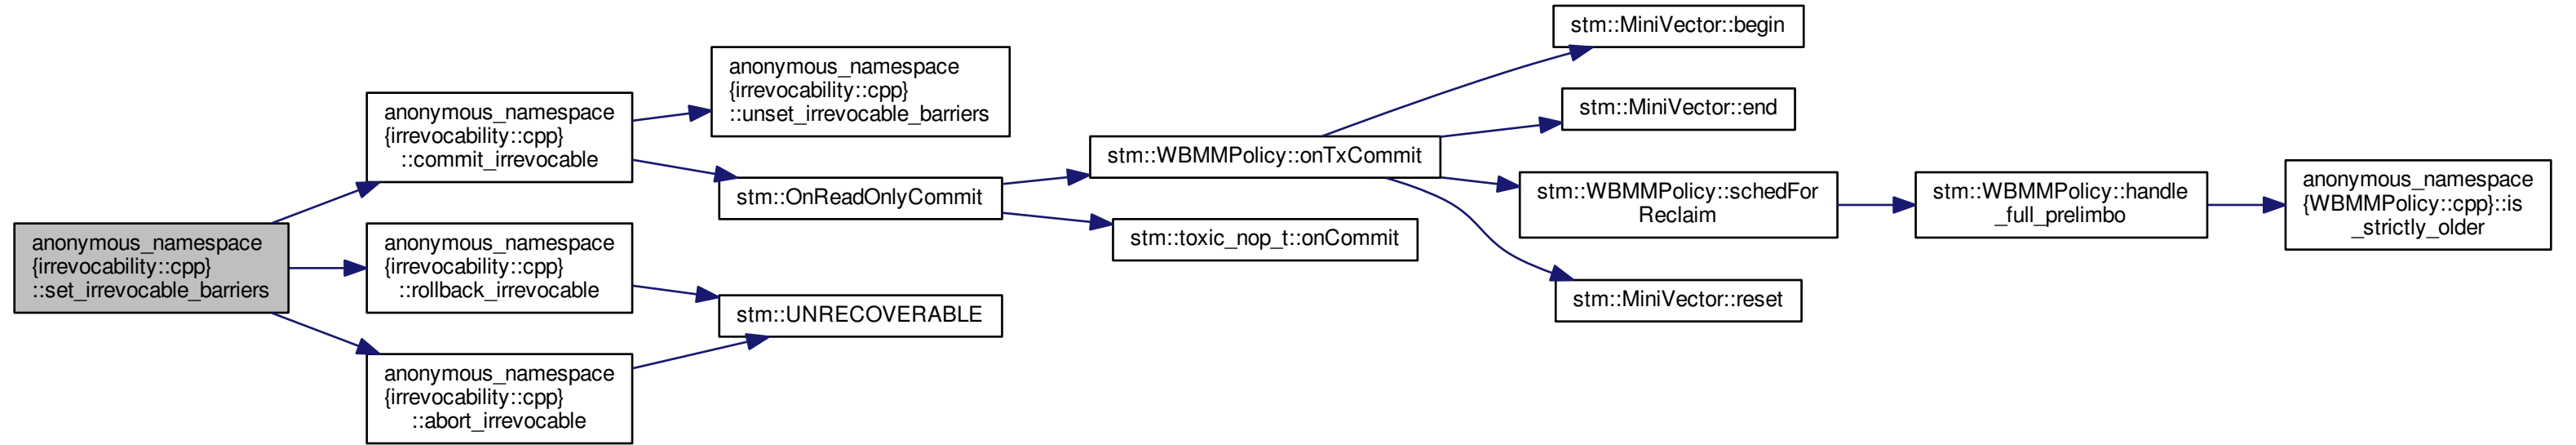 anonymous_namespace
{irrevocability::cpp}
::set_irrevocable_barriers
anonymous_namespace
{irrevocability::cpp}
::commit_irrevocable
anonymous_namespace
{irrevocability::cpp}
::rollback_irrevocable
anonymous_namespace
{irrevocability::cpp}
::abort_irrevocable
anonymous_namespace
{irrevocability::cpp}
::unset_irrevocable_barriers
stm::OnReadOnlyCommit
stm::UNRECOVERABLE
stm::WBMMPolicy::onTxCommit
stm::toxic_nop_t::onCommit
stm::MiniVector::begin
stm::MiniVector::end
stm::WBMMPolicy::schedFor
Reclaim
stm::MiniVector::reset
stm::WBMMPolicy::handle
_full_prelimbo
anonymous_namespace
{WBMMPolicy::cpp}::is
_strictly_older